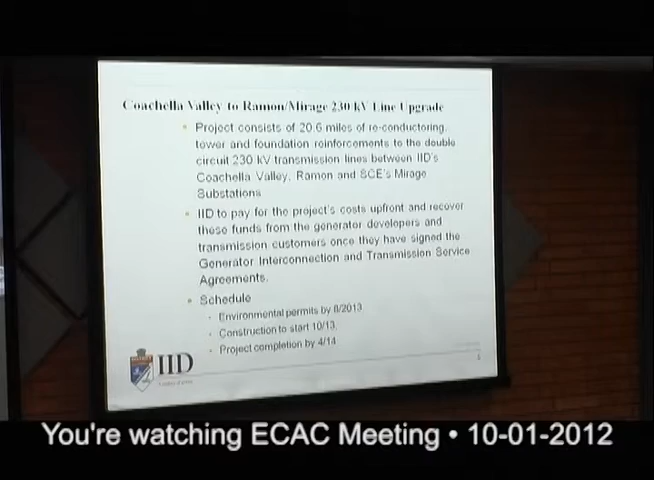 Coachella Valley to Ramon/Mirage 230 kV Line Upgrade
• Project consists of 20.6 miles of re-conductoring,
tower and foundation reinforcements to the double
circuit 230 kV transmission lines between IID's
Coachella Valley, Ramon and SCE's Mirage
Substations
• IID to pay for the project's costs upfront and recover
these funds from the generator developers and
transmission customers once they have signed the
Generator Interconnection and Transmission Service
Agreements.
• Schedule
- Environmental permits by 8/2013
- Construction to start 10/13
- Project completion by 4/14
IID
You're watching ECAC Meeting • 10-01-2012